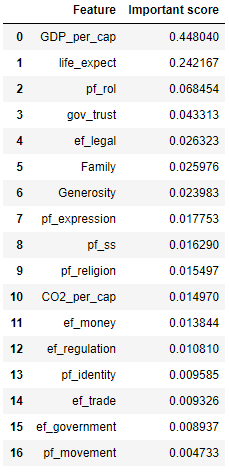 Feature Important score
0 GDP_per_cap 0.448040
1 life_expect 0.242167
2 pf_rol 0.068454
3 gov_trust 0.043313
4 ef_legal 0.026323
5 Family 0.025976
6 Generosity 0.023983
7 pf_expression 0.017753
8 pf_ss 0.016290
9 pf_religion 0.015497
10 CO2_per_cap 0.014970
11 ef_money 0.013844
12 ef_regulation 0.010810
13 pf_identity 0.009585
14 ef_trade 0.009326
15 ef_government 0.008937
16 pf_movement 0.004733